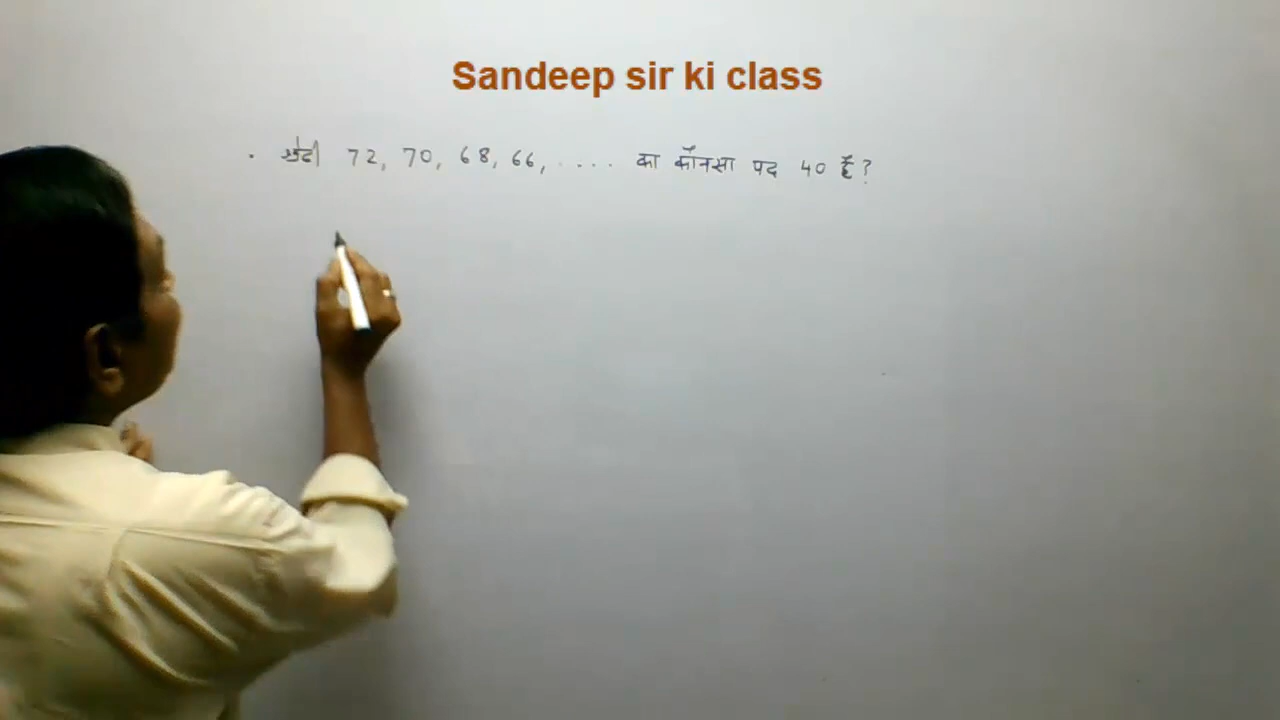 Sandeep sir ki class
श्रेढी 72, 70, 68, 66, .... का कौनसा पद 40 है?